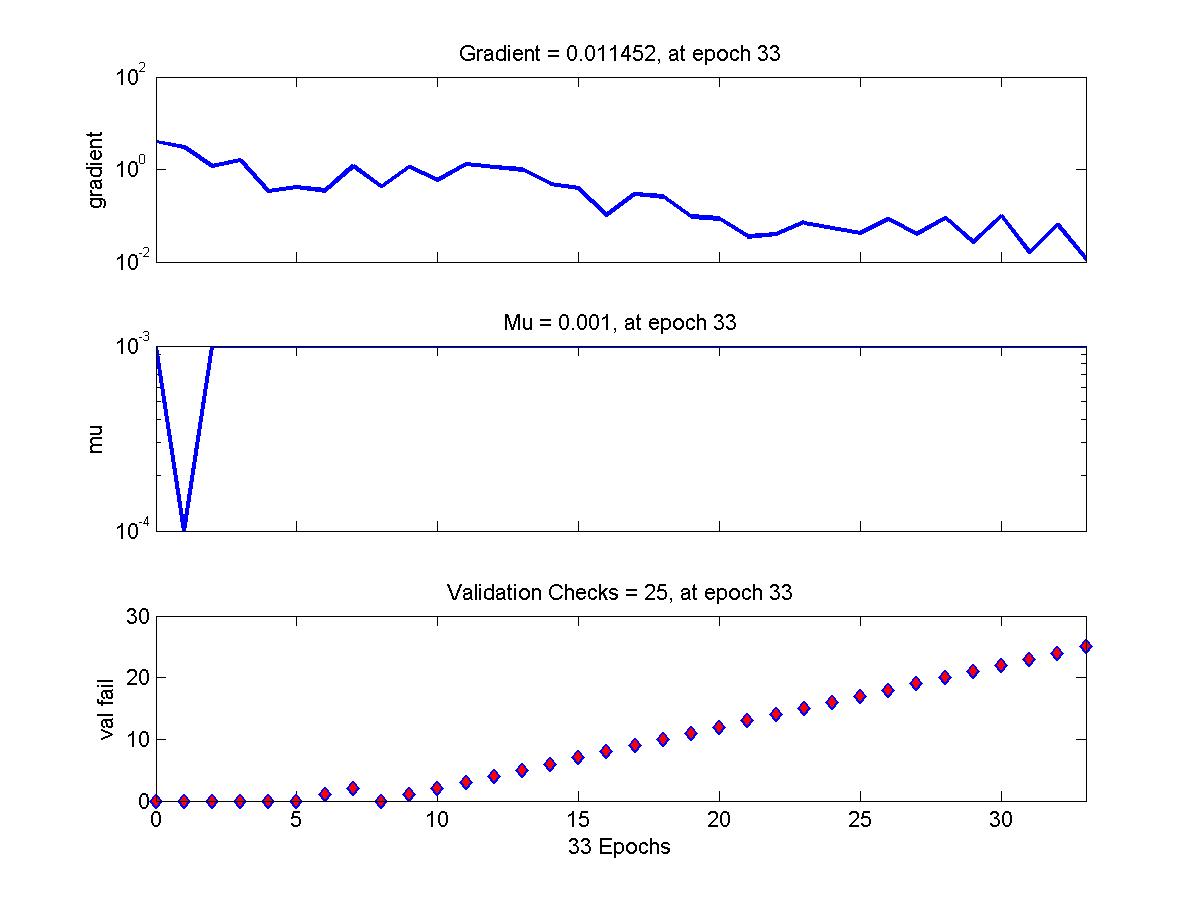 Gradient = 0.011452, at epoch 33
10^2
10^0
10^-2
gradient
Mu = 0.001, at epoch 33
10^-3
10^-4
mu
Validation Checks = 25, at epoch 33
30
20
10
0
val fail
0 5 10 15 20 25 30
33 Epochs